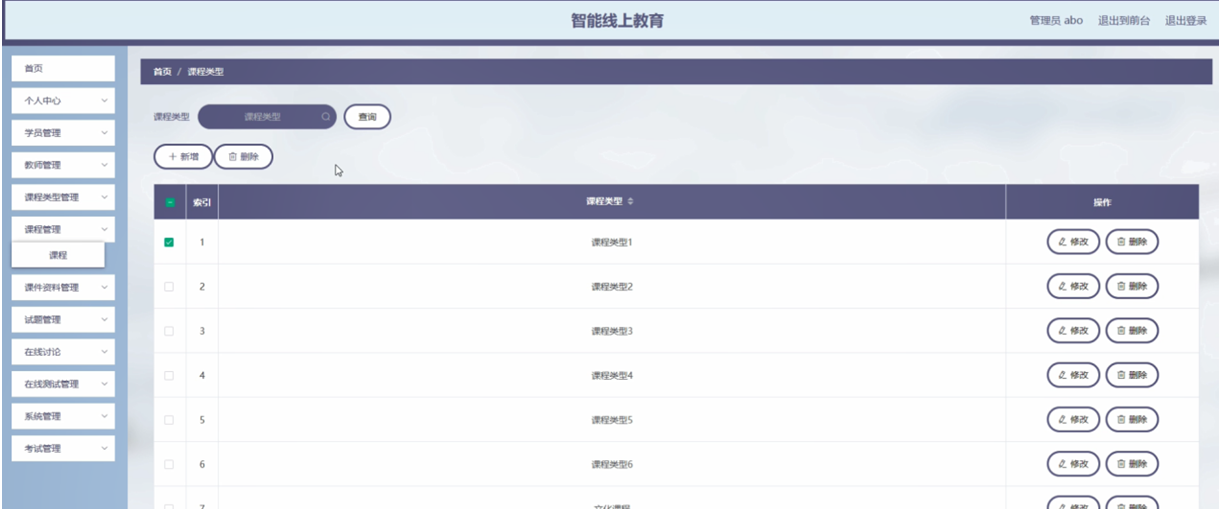 智能线上教育
管理员 abo 退出到前台 退出登录
首页
个人中心
学员管理
教师管理
课程类型管理
课程管理
课程
课件资料管理
试题管理
在线讨论
在线测试管理
系统管理
考试管理
首页 / 课程类型
课程类型 课程类型 查询
新增 删除
索引 课程类型 操作
1 课程类型1 修改 删除
2 课程类型2 修改 删除
3 课程类型3 修改 删除
4 课程类型4 修改 删除
5 课程类型5 修改 删除
6 课程类型6 修改 删除
7 文化课程 修改 删除